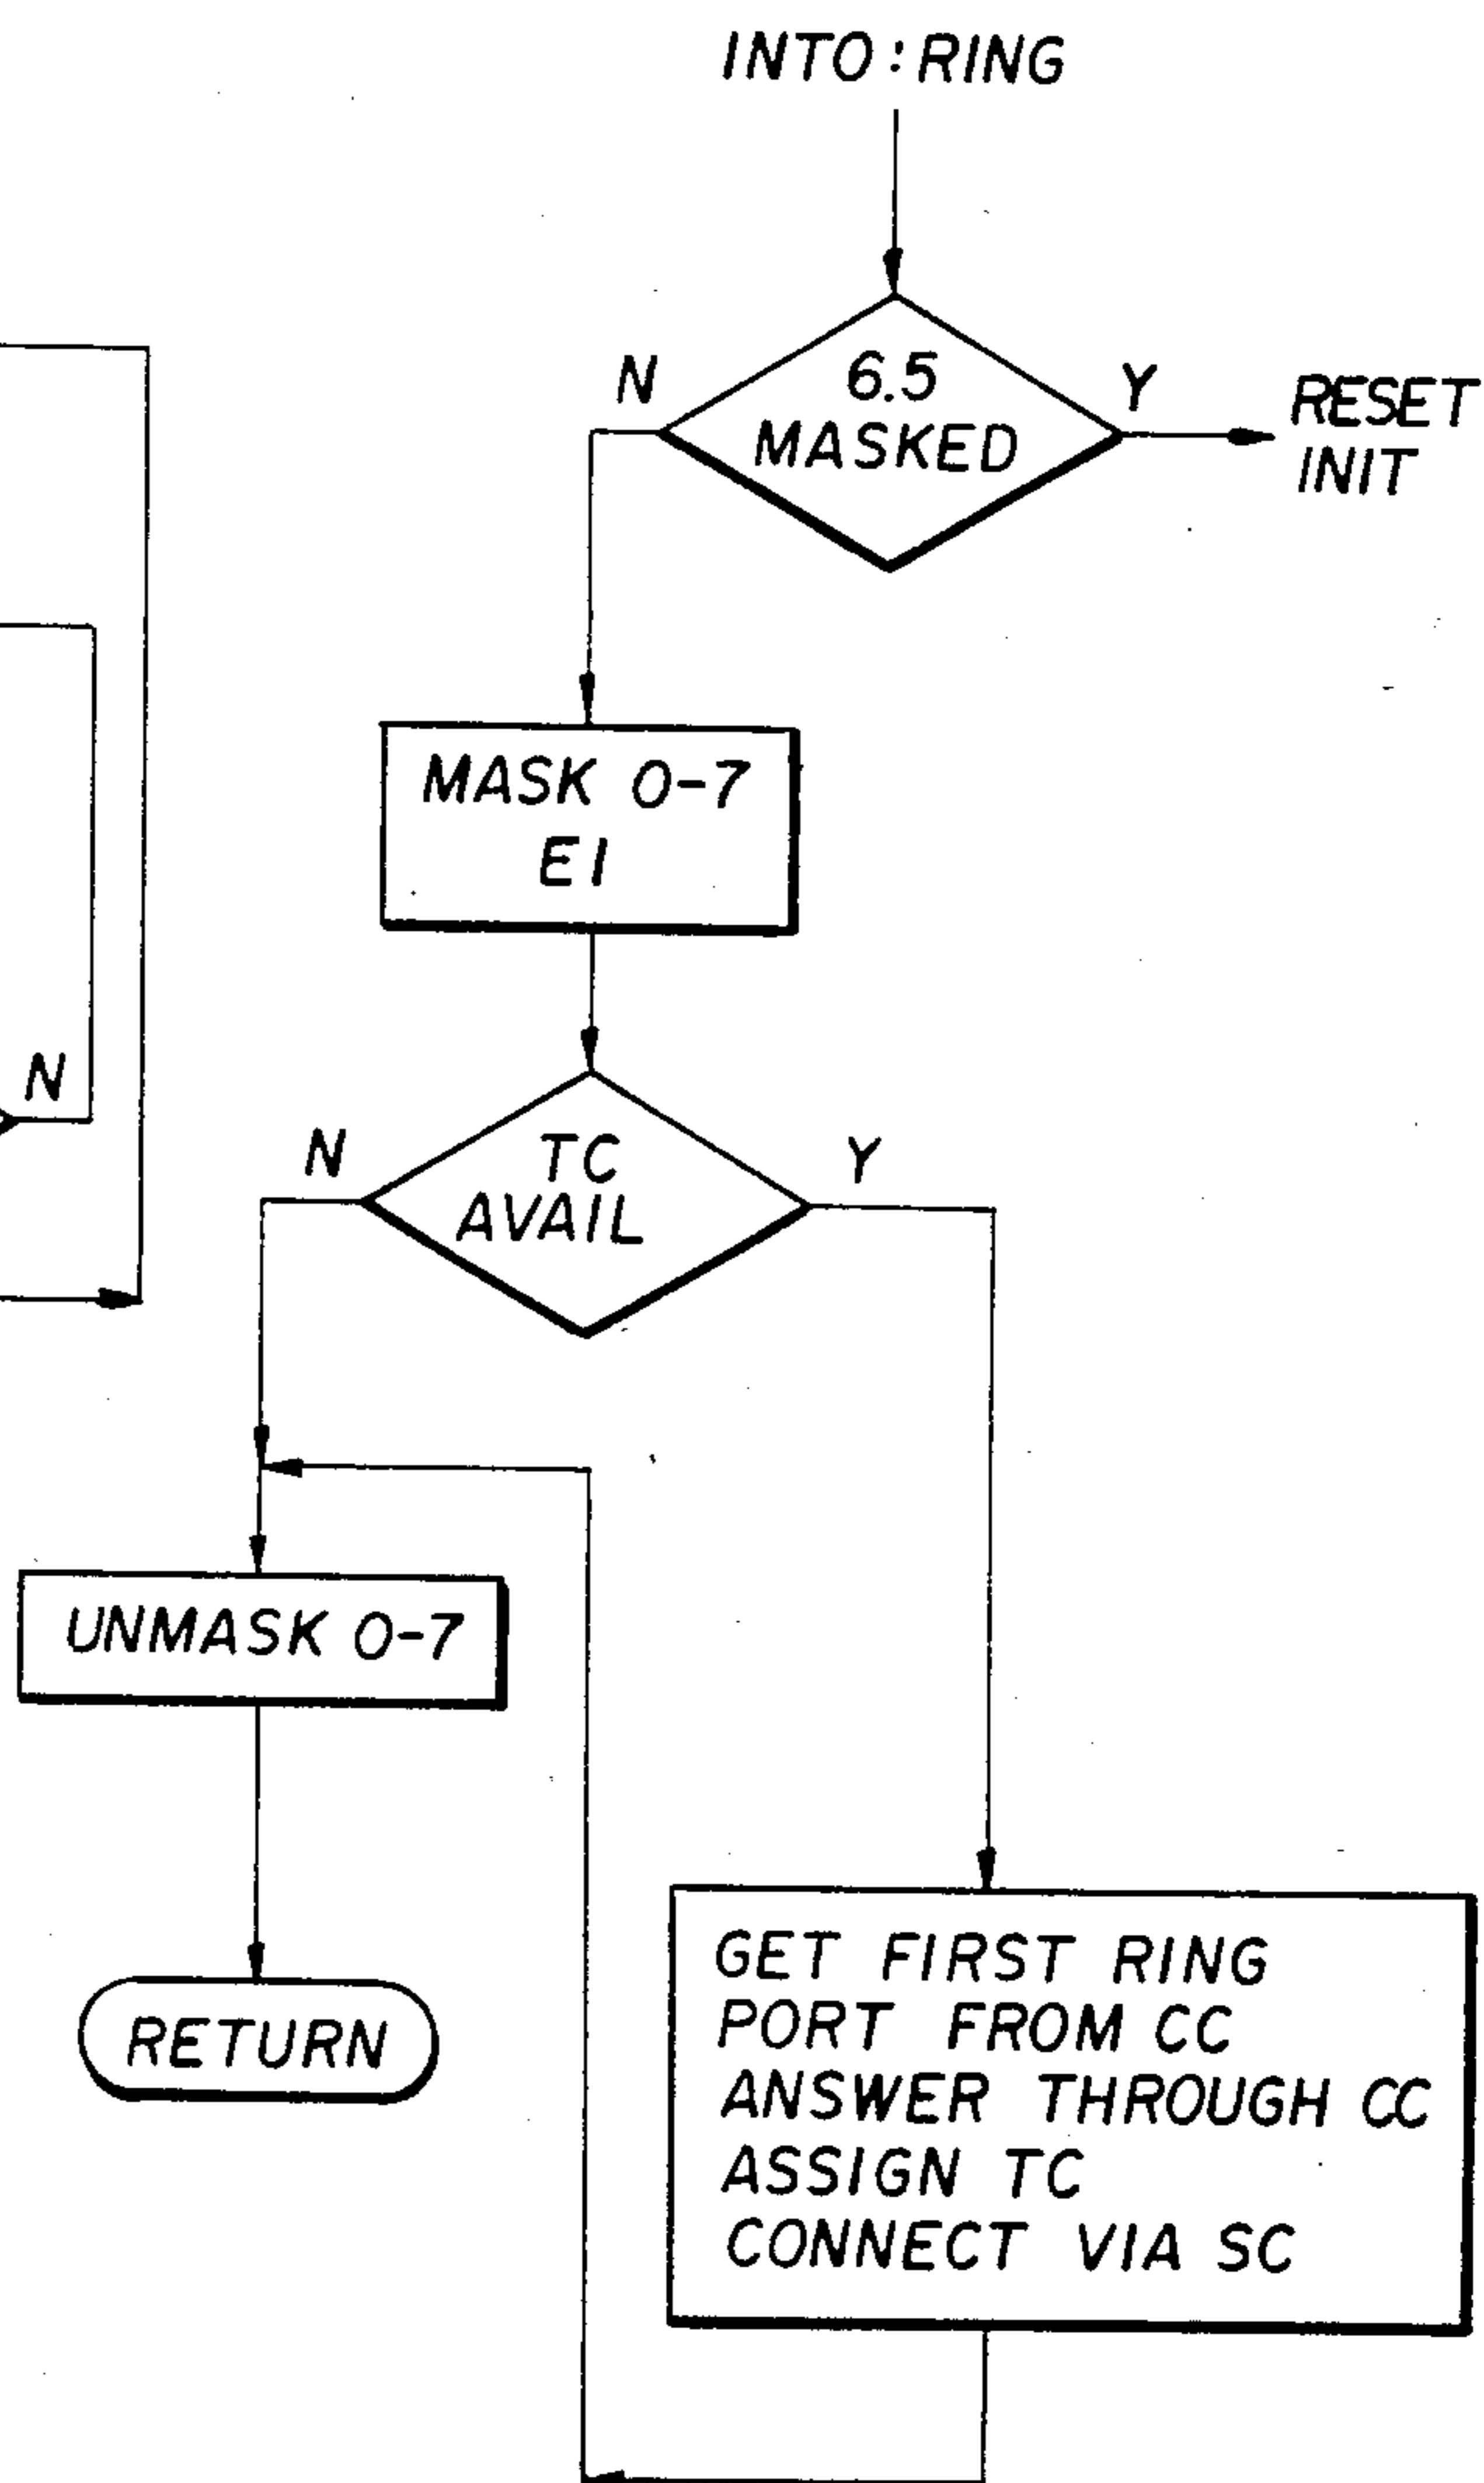 INTO:RING
6.5
MASKED
N
Y
RESET
INIT
MASK 0-7
EI
N
TC
AVAIL
N
Y
UNMASK 0-7
RETURN
GET FIRST RING
PORT FROM CC
ANSWER THROUGH CC
ASSIGN TC
CONNECT VIA SC